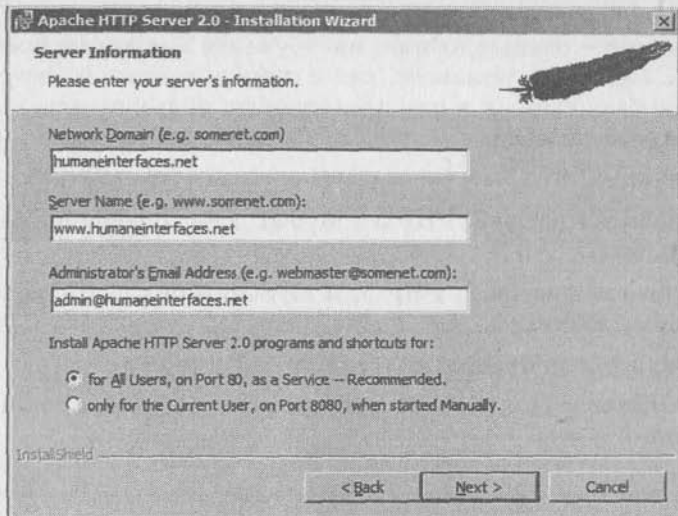 Apache HTTP Server 2.0 - Installation Wizard
Server Information
Please enter your server's information.
Network Domain (e.g. somenet.com)
humaneinterfaces.net
Server Name (e.g. www.somenet.com):
www.humaneinterfaces.net
Administrator's Email Address (e.g. webmaster@somenet.com):
admin@humaneinterfaces.net
Install Apache HTTP Server 2.0 programs and shortcuts for:
for All Users, on Port 80, as a Service -- Recommended.
only for the Current User, on Port 8080, when started Manually.
InstallShield
< Back Next > Cancel